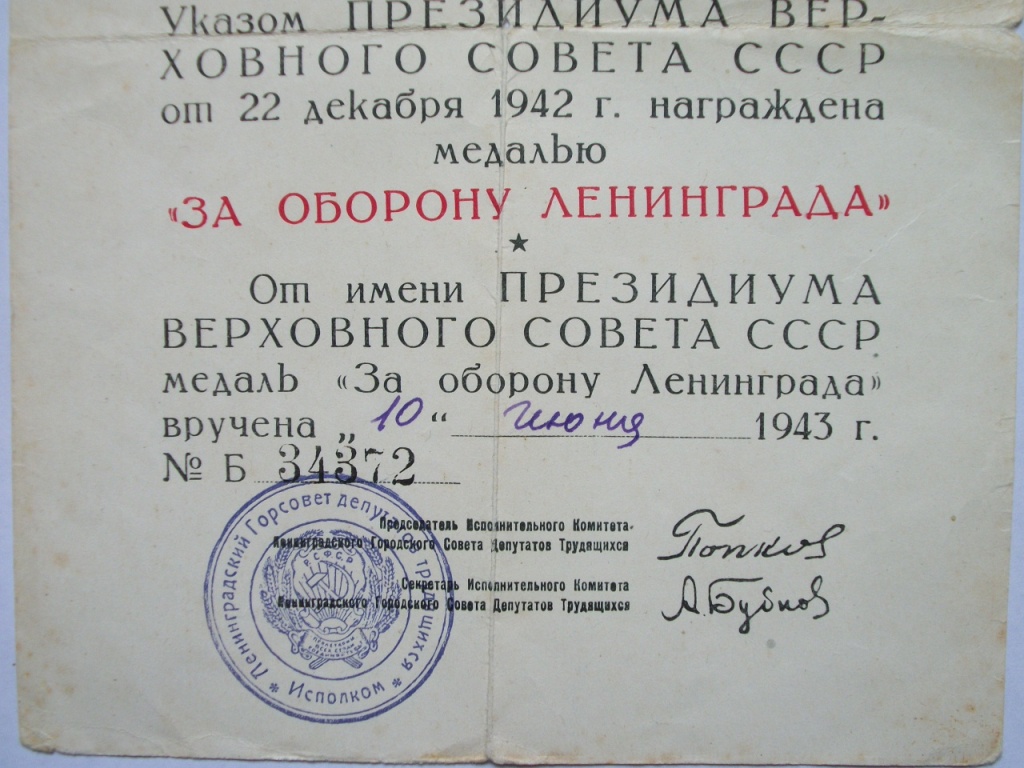 Указом ПРЕЗИДИУМА ВЕР-
ХОВНОГО СОВЕТА СССР
от 22 декабря 1942 г. награждена
медалью
«ЗА ОБОРОНУ ЛЕНИНГРАДА»
От имени ПРЕЗИДИУМА
ВЕРХОВНОГО СОВЕТА СССР
медаль «За оборону Ленинграда»
вручена „10“ июня 1943 г.
№ Б 34372
Председатель Исполнительного Комитета
Ленинградского Городского Совета Депутатов Трудящихся
Попков
Секретарь Исполнительного Комитета
Ленинградского Городского Совета Депутатов Трудящихся
А. Бубнов
Ленинградский Горсовет депутатов трудящихся
* Исполком *
РСФСР